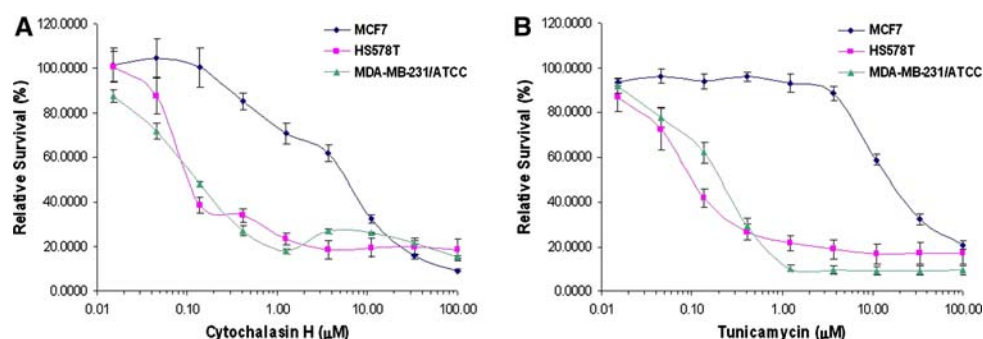 A
120.0000
100.0000
80.0000
60.0000
40.0000
20.0000
0.0000
Relative Survival (%)
0.01
0.10
1.00
10.00
100.00
Cytochalasin H (µM)
MCF7
HS578T
MDA-MB-231/ATCC
B
120.0000
100.0000
80.0000
60.0000
40.0000
20.0000
0.0000
Relative Survival (%)
0.01
0.10
1.00
10.00
100.00
Tunicamycin (µM)
MCF7
HS578T
MDA-MB-231/ATCC